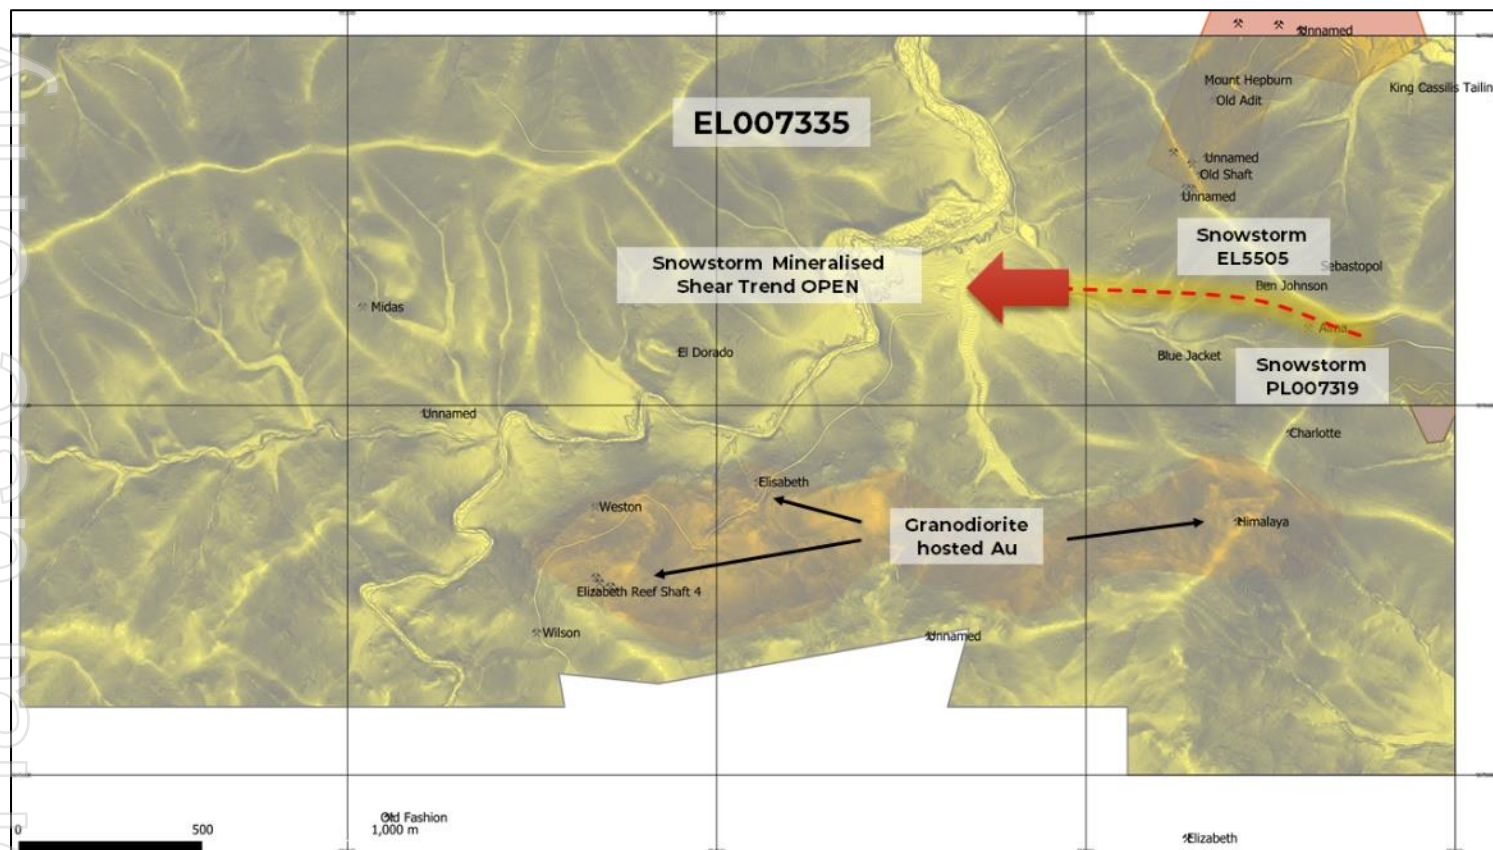 Unnamed
Mount Hepburn
King Cassilis Tailin
Old Adit
EL007335
Unnamed
Old Shaft
Unnamed
Snowstorm
EL5505
Snowstorm Mineralised
Shear Trend OPEN
Sebastopol
Ben Johnson
Midas
Alma
El Dorado
Blue Jacket
Snowstorm
PL007319
Unnamed
Charlotte
Elisabeth
Weston
Granodiorite
hosted Au
Himalaya
Elizabeth Reef Shaft 4
Wilson
Unnamed
Old Fashion
0 500 1,000 m
Elizabeth